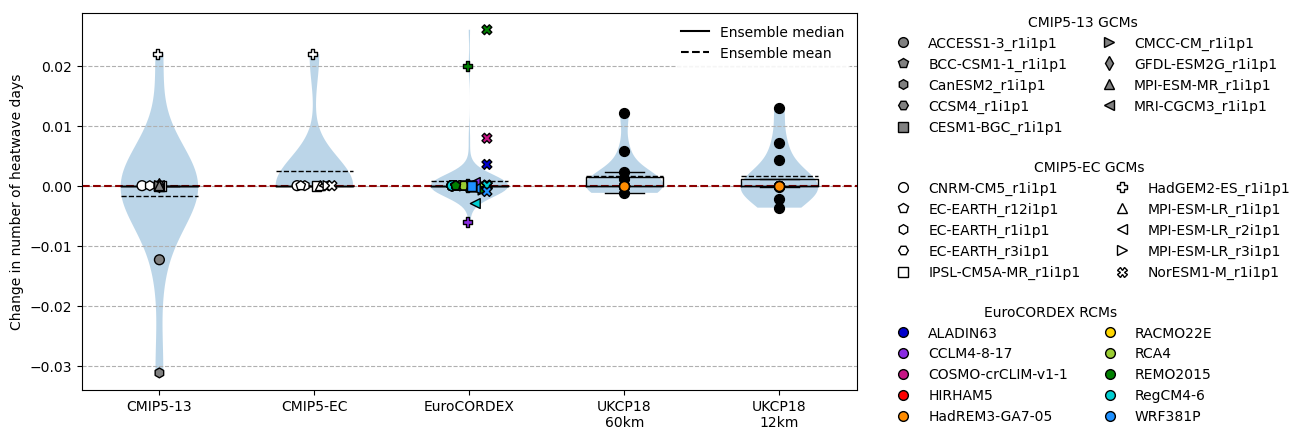 Change in number of heatwave days
0.02
0.01
0.00
−0.01
−0.02
−0.03
Ensemble median
Ensemble mean
CMIP5-13
CMIP5-EC
EuroCORDEX
UKCP18
60km
UKCP18
12km
CMIP5-13 GCMs
ACCESS1-3_r1i1p1
BCC-CSM1-1_r1i1p1
CanESM2_r1i1p1
CCSM4_r1i1p1
CESM1-BGC_r1i1p1
CMCC-CM_r1i1p1
GFDL-ESM2G_r1i1p1
MPI-ESM-MR_r1i1p1
MRI-CGCM3_r1i1p1
CMIP5-EC GCMs
CNRM-CM5_r1i1p1
EC-EARTH_r12i1p1
EC-EARTH_r1i1p1
EC-EARTH_r3i1p1
IPSL-CM5A-MR_r1i1p1
HadGEM2-ES_r1i1p1
MPI-ESM-LR_r1i1p1
MPI-ESM-LR_r2i1p1
MPI-ESM-LR_r3i1p1
NorESM1-M_r1i1p1
EuroCORDEX RCMs
ALADIN63
CCLM4-8-17
COSMO-crCLIM-v1-1
HIRHAM5
HadREM3-GA7-05
RACMO22E
RCA4
REMO2015
RegCM4-6
WRF381P